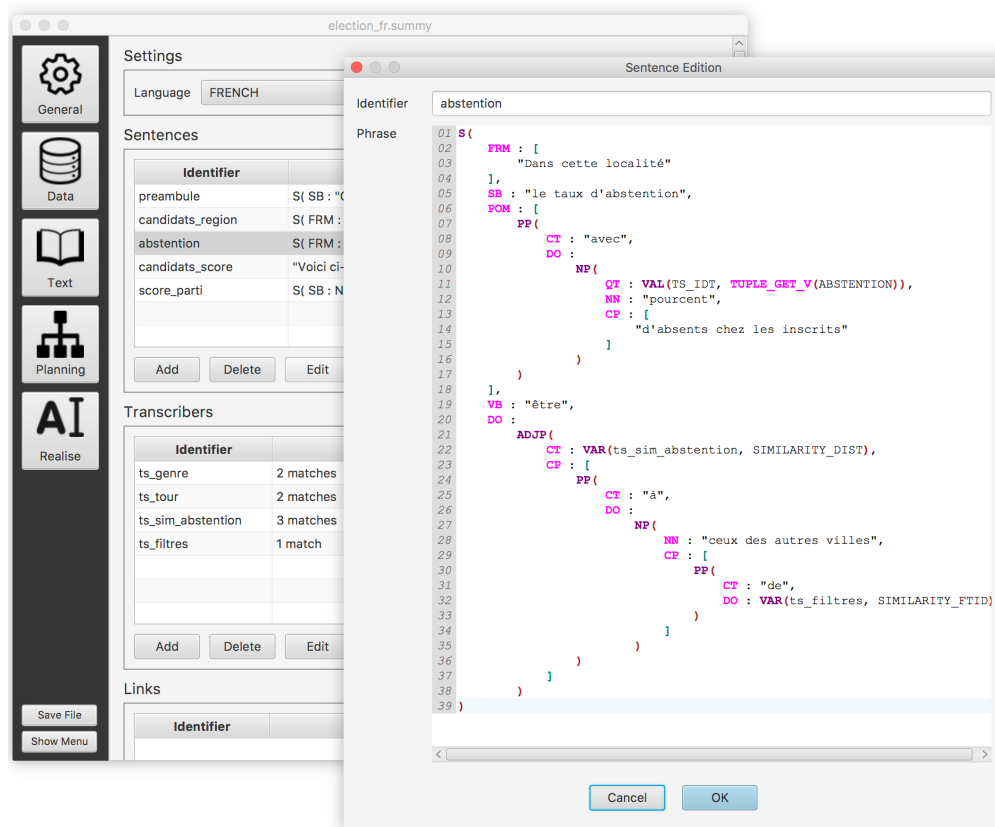 election_fr.summy
General
Data
Text
Planning
Realise
Save File
Show Menu
Settings
Language FRENCH
Sentences
Identifier
preambule S( SB : "C
candidats_region S( FRM :
abstention S( FRM :
candidats_score "Voici ci-
score_parti S( SB : N
Add Delete Edit
Transcribers
Identifier
ts_genre 2 matches
ts_tour 2 matches
ts_sim_abstention 3 matches
ts_filtres 1 match
Add Delete Edit
Links
Identifier
Sentence Edition
Identifier abstention
Phrase
01 S(
02 FRM : [
03 "Dans cette localité"
04 ],
05 SB : "le taux d'abstention",
06 POM : [
07 PP(
08 CT : "avec",
09 DO :
10 NP(
11 QT : VAL(TS_IDT, TUPLE_GET_V(ABSTENTION)),
12 NN : "pourcent",
13 CP : [
14 "d'absents chez les inscrits"
15 ]
16 )
17 )
18 ],
19 VB : "être",
20 DO :
21 ADJP(
22 CT : VAR(ts_sim_abstention, SIMILARITY_DIST),
23 CP : [
24 PP(
25 CT : "à",
26 DO :
27 NP(
28 NN : "ceux des autres villes",
29 CP : [
30 PP(
31 CT : "de",
32 DO : VAR(ts_filtres, SIMILARITY_FTID)
33 )
34 ]
35 )
36 )
37 ]
38 )
39 )
Cancel OK